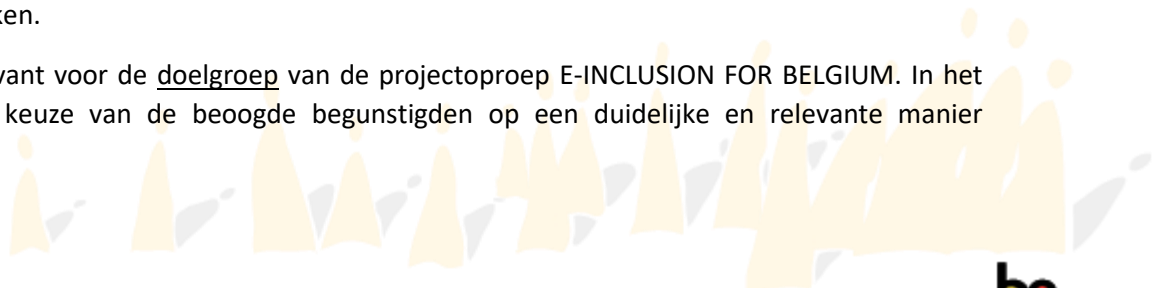 ken.
vant voor de doelgroep van de projectoproep E-INCLUSION FOR BELGIUM. In het
keuze van de beoogde begunstigden op een duidelijke en relevante manier
be